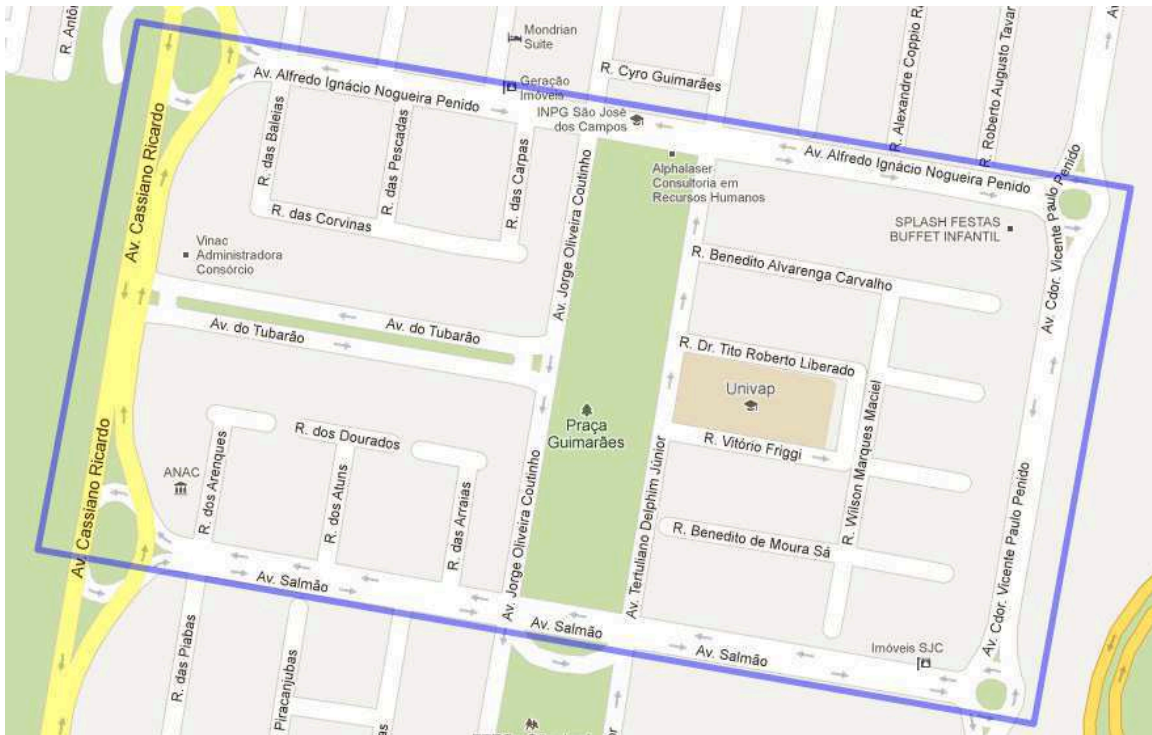 R. Antôn
Mondrian
Suite
R. Alexandre Coppio R
R. Roberto Augusto Tavar
Av
R. Cyro Guimarães
Av. Alfredo Ignácio Nogueira Penido
Geração
Imóveis
INPG São José
dos Campos
Av. Alfredo Ignácio Nogueira Penido
R. das Baleias
R. das Pescadas
R. das Carpas
R. das Corvinas
Av. Cassiano Ricardo
Vinac
Administradora
Consórcio
Av. Jorge Oliveira Coutinho
Alphalaser
Consultoria em
Recursos Humanos
SPLASH FESTAS
BUFFET INFANTIL
Av. Cdor. Vicente Paulo Penido
R. Benedito Alvarenga Carvalho
Av. do Tubarão
Av. do Tubarão
R. Dr. Tito Roberto Liberado
Univap
R. Wilson Marques Maciel
Praça
Guimarães
R. Vitório Friggi
R. dos Dourados
R. dos Arenques
R. dos Atuns
R. das Arraias
ANAC
Av. Cassiano Ricardo
Av. Jorge Oliveira Coutinho
Av. Tertuliano Delphim Júnior
R. Benedito de Moura Sá
Av. Cdor. Vicente Paulo Penido
Av. Salmão
Av. Salmão
Av. Salmão
Imóveis SJC
R. das Piabas
Piracanjubas
as